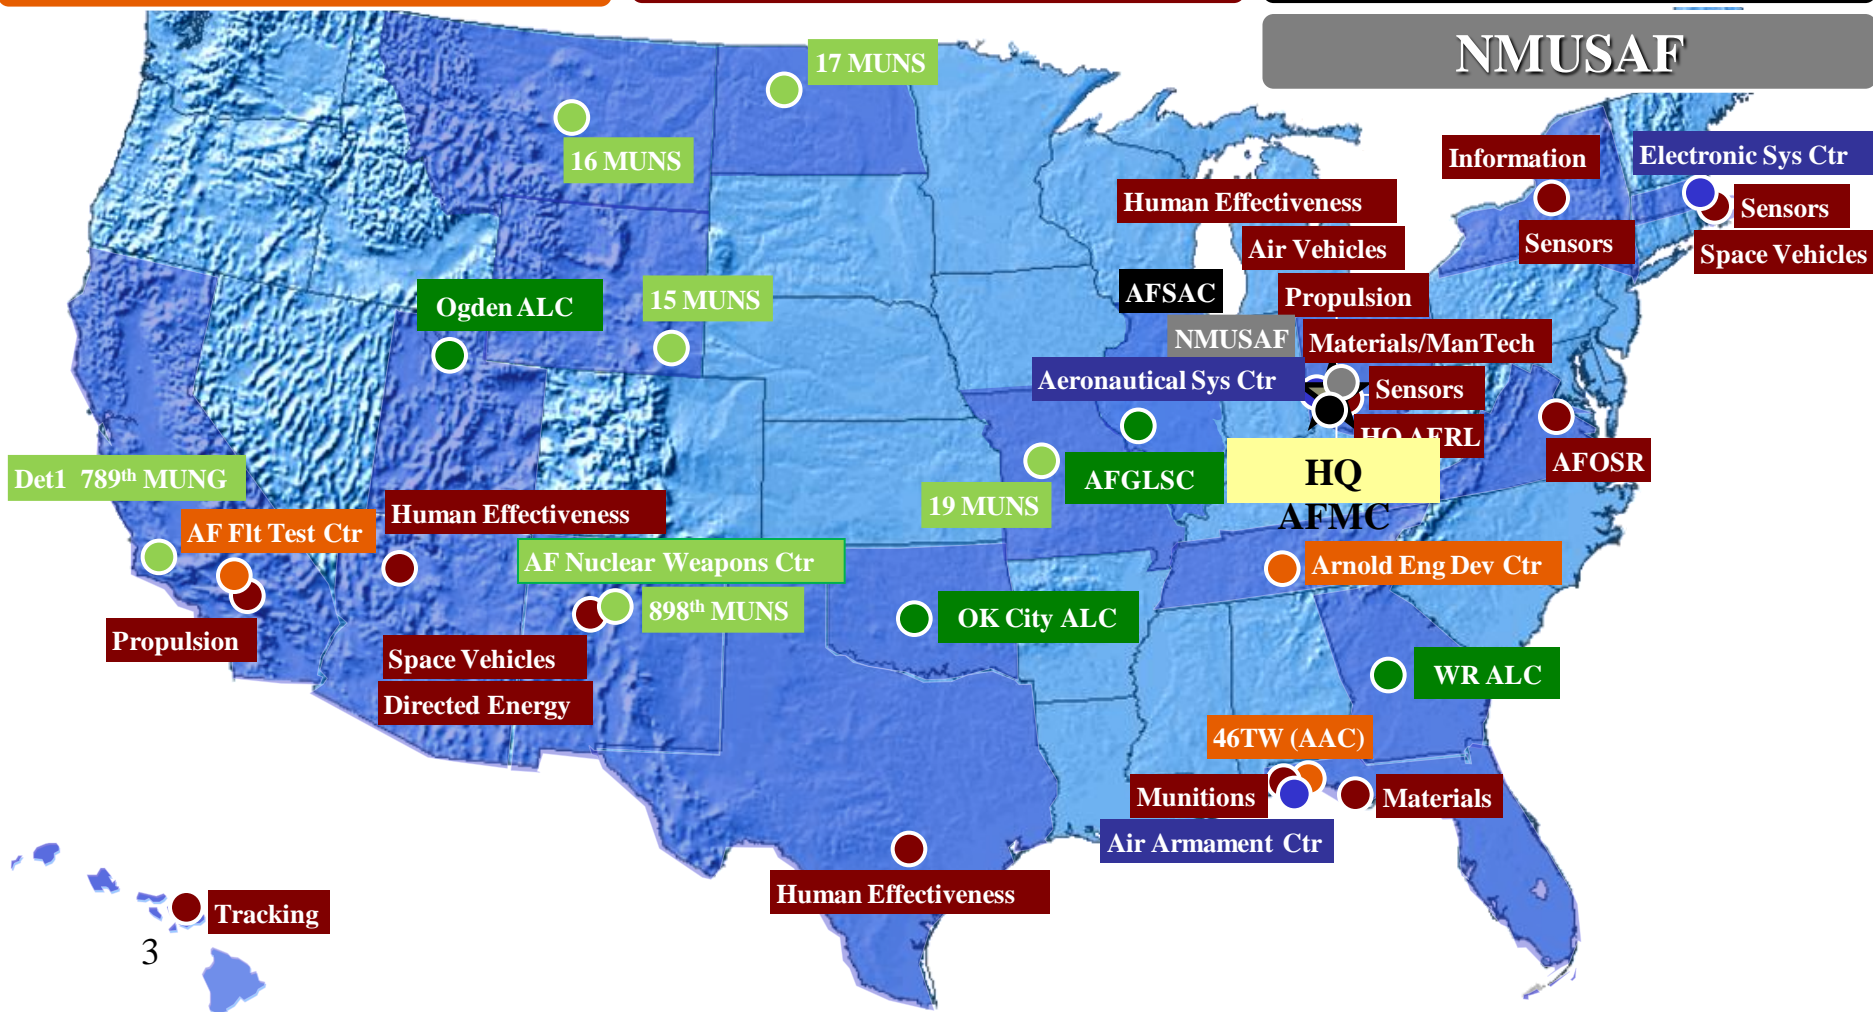 NMUSAF
17 MUNS
16 MUNS
Information
Electronic Sys Ctr
Human Effectiveness
Sensors
Sensors
Air Vehicles
Space Vehicles
Ogden ALC
15 MUNS
AFSAC
Propulsion
NMUSAF
Materials/ManTech
Aeronautical Sys Ctr
Sensors
HQ AFRL
AFOSR
HQ
AFMC
Det1 789th MUNG
AFGLSC
19 MUNS
Human Effectiveness
AF Flt Test Ctr
AF Nuclear Weapons Ctr
Arnold Eng Dev Ctr
898th MUNS
OK City ALC
Propulsion
Space Vehicles
WR ALC
Directed Energy
46TW (AAC)
Munitions
Materials
Air Armament Ctr
Human Effectiveness
Tracking
3